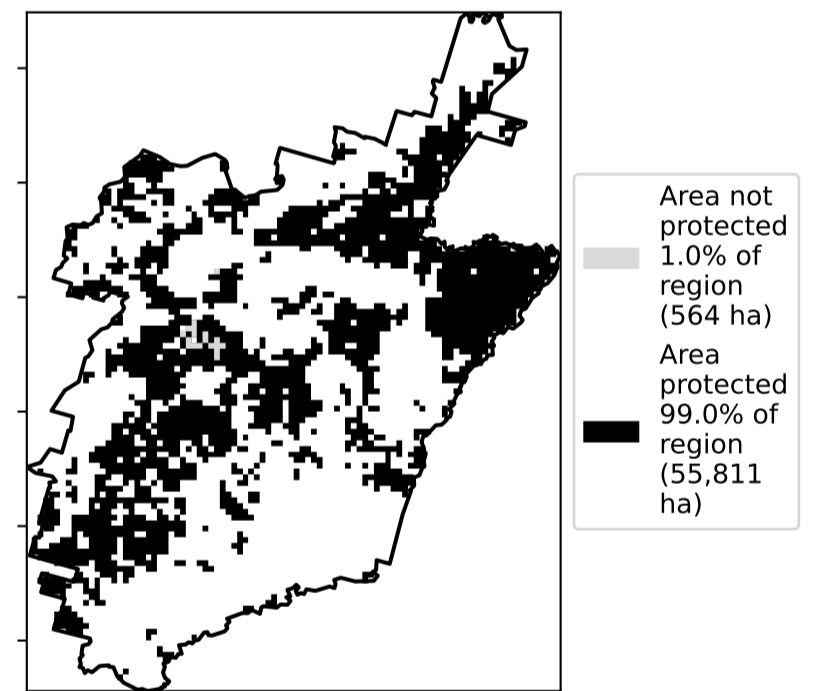 Area not
protected
1.0% of
region
(564 ha)
Area
protected
99.0% of
region
(55,811
ha)